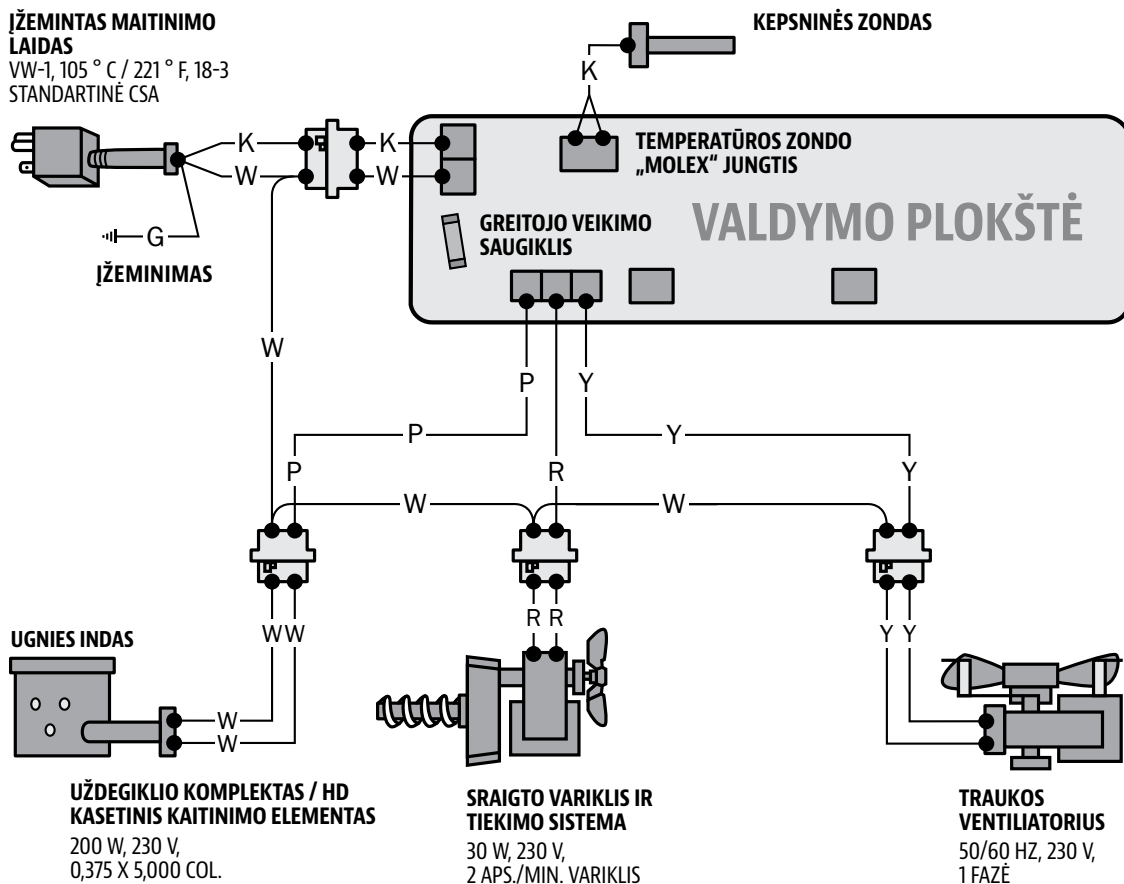 ĮŽEMINTAS MAITINIMO
LAIDAS
VW-1, 105 ° C / 221 ° F, 18-3
STANDARTINĖ CSA
KEPSNINĖS ZONDAS
K
K
K
W
W
TEMPERATŪROS ZONDO
„MOLEX“ JUNGTIS
VALDYMO PLOKŠTĖ
GREITOJO VEIKIMO
SAUGIKLIS
G
ĮŽEMINIMAS
W
P
Y
P
Y
P
R
Y
W
W
W W
R R
Y Y
UGNIES INDAS
W
W
UŽDEGIKLIO KOMPLEKTAS / HD
KASETINIS KAITINIMO ELEMENTAS
200 W, 230 V,
0,375 X 5,000 COL.
SRAIGTO VARIKLIS IR
TIEKIMO SISTEMA
30 W, 230 V,
2 APS./MIN. VARIKLIS
TRAUKOS
VENTILIATORIUS
50/60 HZ, 230 V,
1 FAZĖ